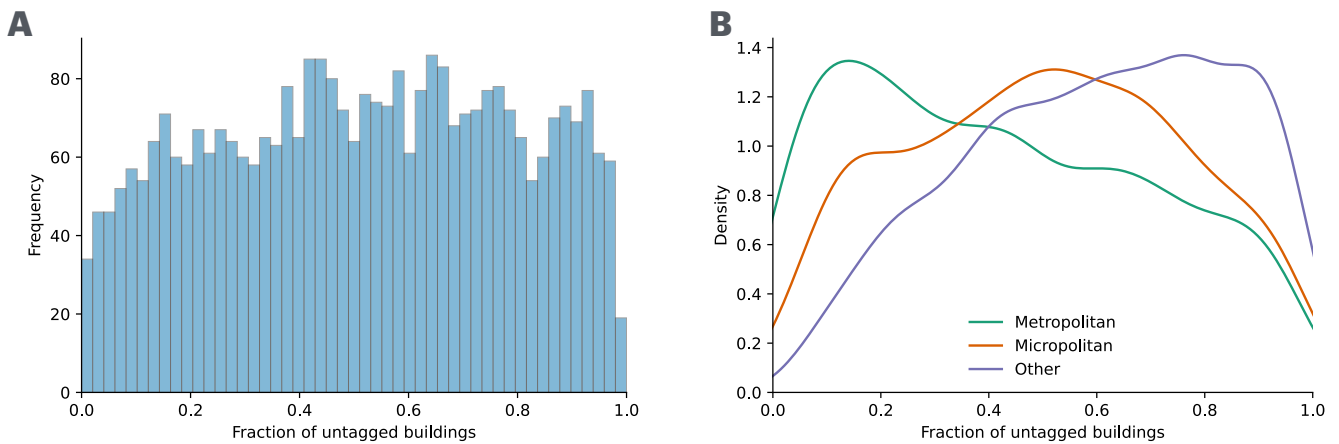 A
80
60
40
20
0
Frequency
0.0 0.2 0.4 0.6 0.8 1.0
Fraction of untagged buildings
B
1.4
1.2
1.0
0.8
0.6
0.4
0.2
0.0
Density
Metropolitan
Micropolitan
Other
0.0 0.2 0.4 0.6 0.8 1.0
Fraction of untagged buildings